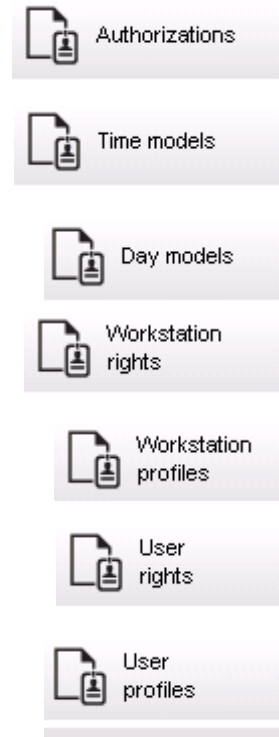 Authorizations
Time models
Day models
Workstation
rights
Workstation
profiles
User
rights
User
profiles